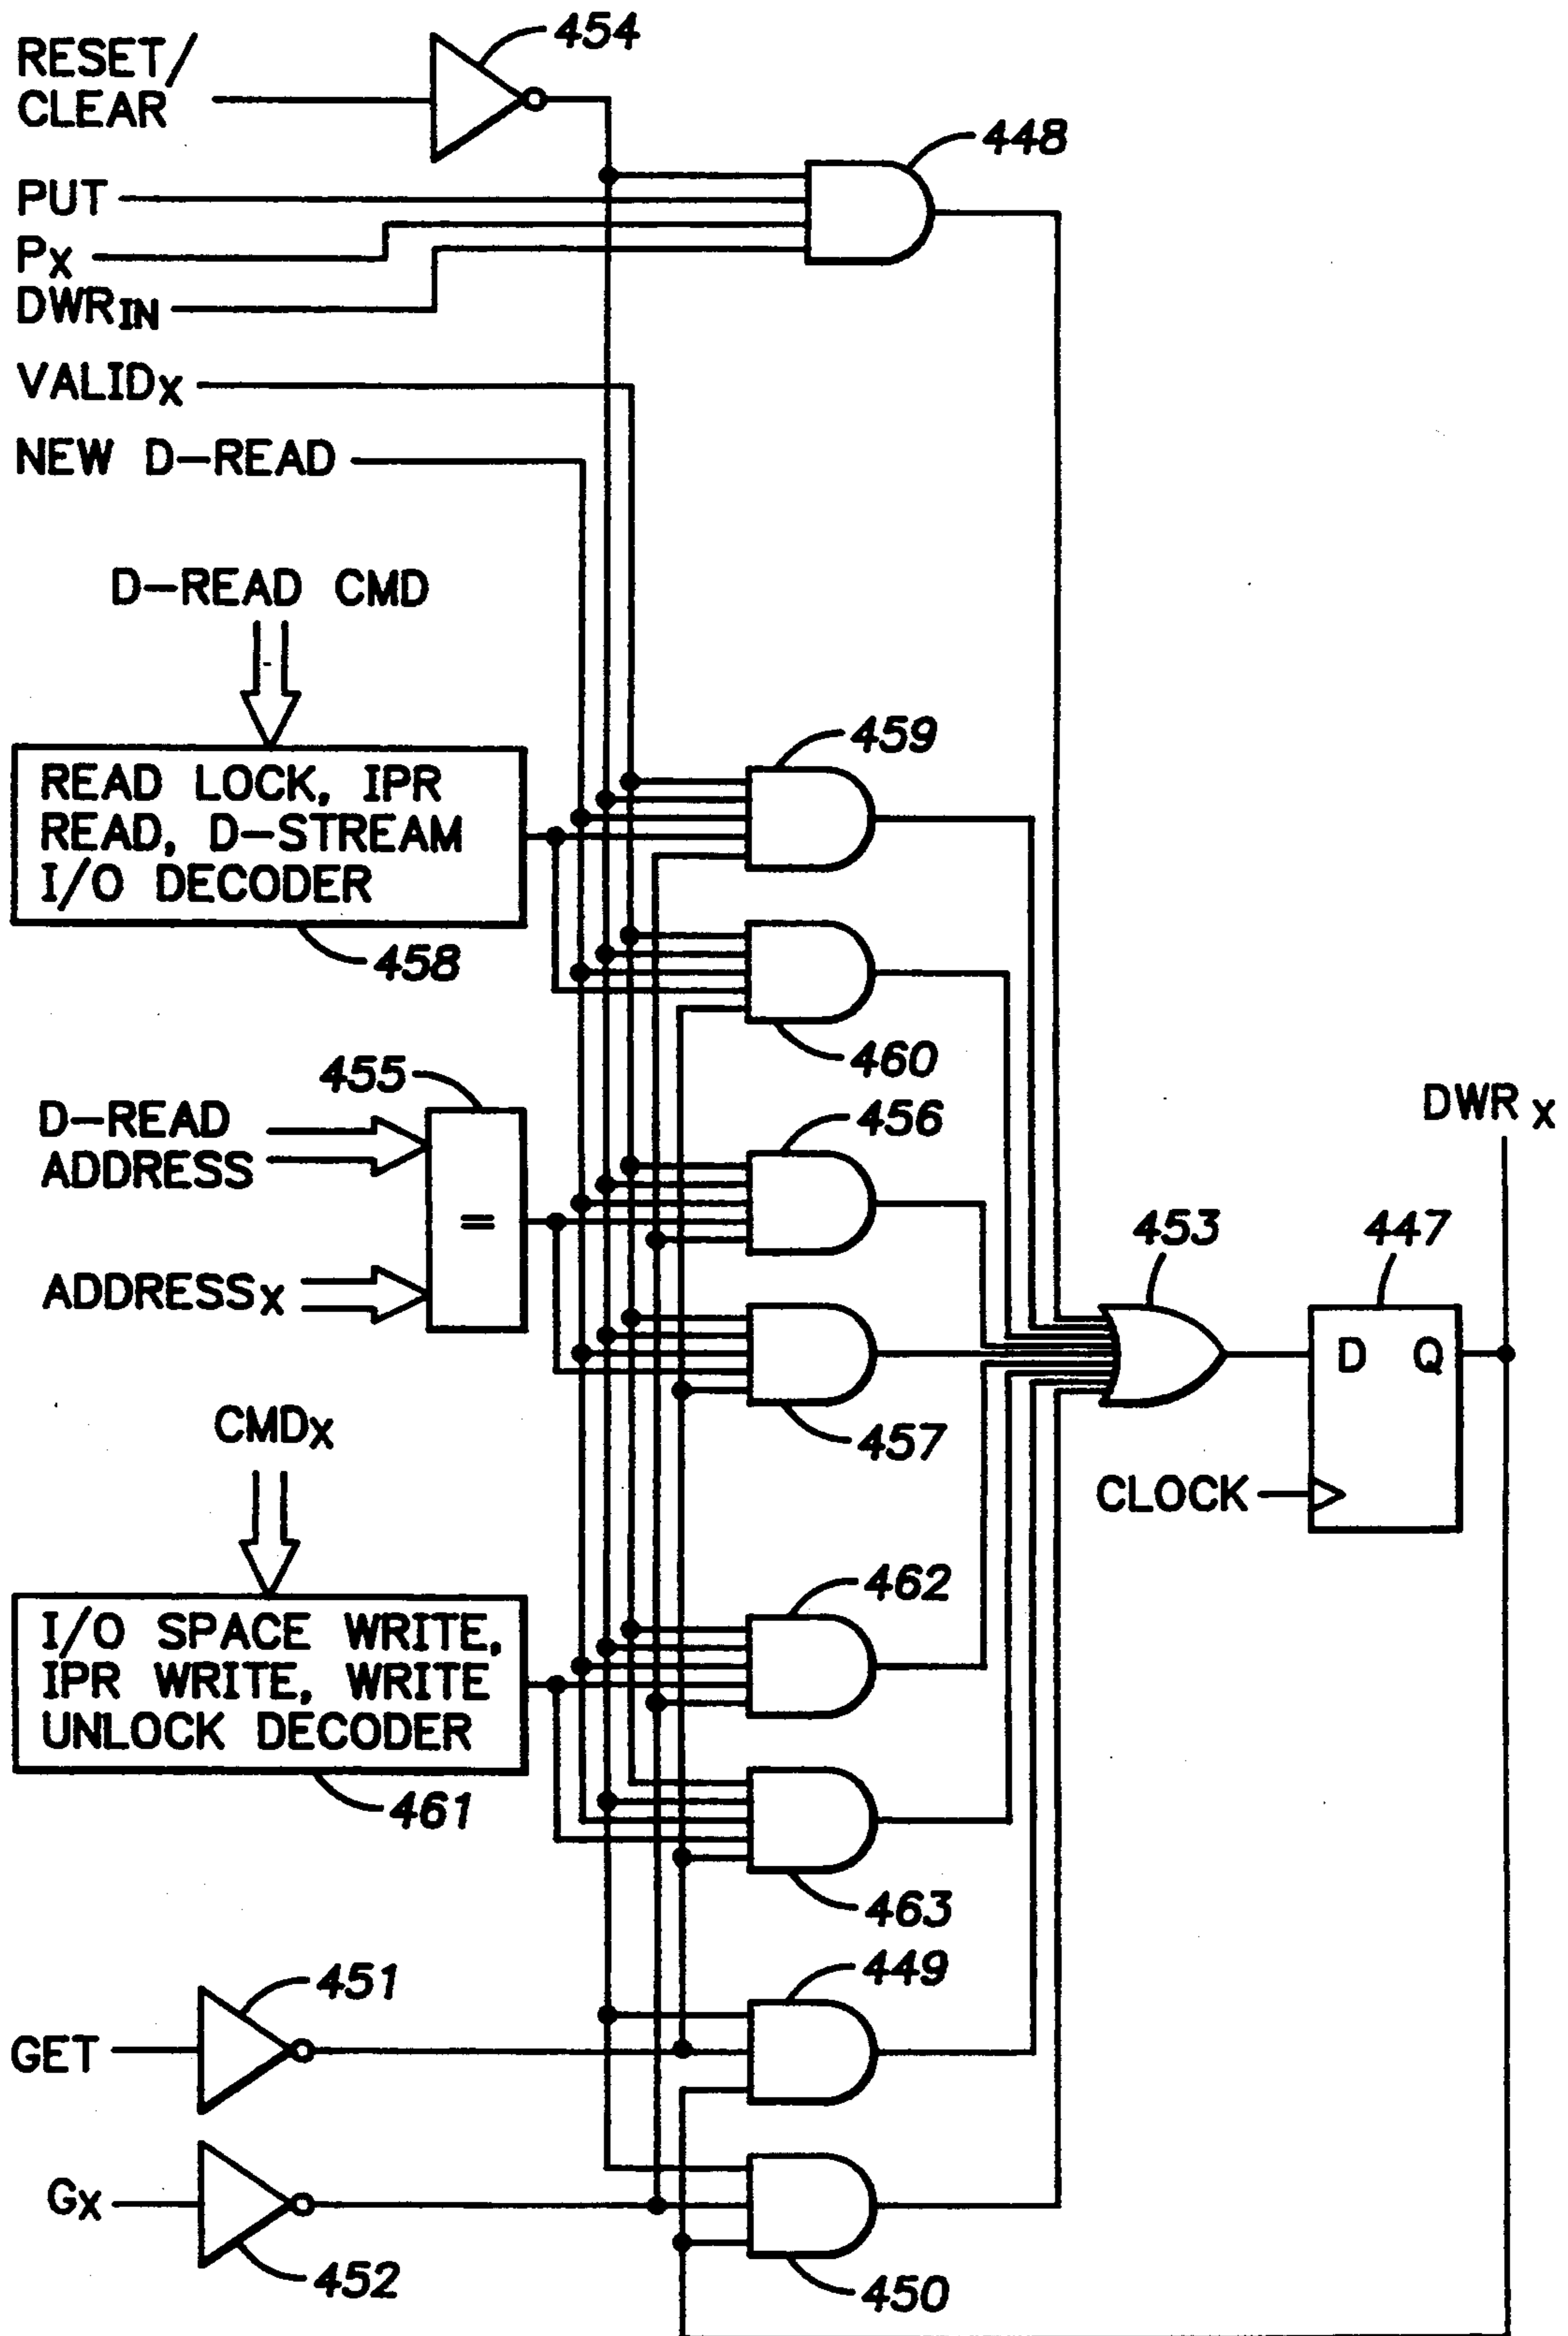 RESET/
CLEAR
454
448
PUT
PX
DWRIN
VALIDX
NEW D-READ
D-READ CMD
READ LOCK, IPR
READ, D-STREAM
I/O DECODER
458
459
460
455
D-READ
ADDRESS
=
ADDRESSX
456
457
DWR X
453
447
D Q
CLOCK
CMDX
I/O SPACE WRITE,
IPR WRITE, WRITE
UNLOCK DECODER
461
462
463
449
451
GET
GX
452
450